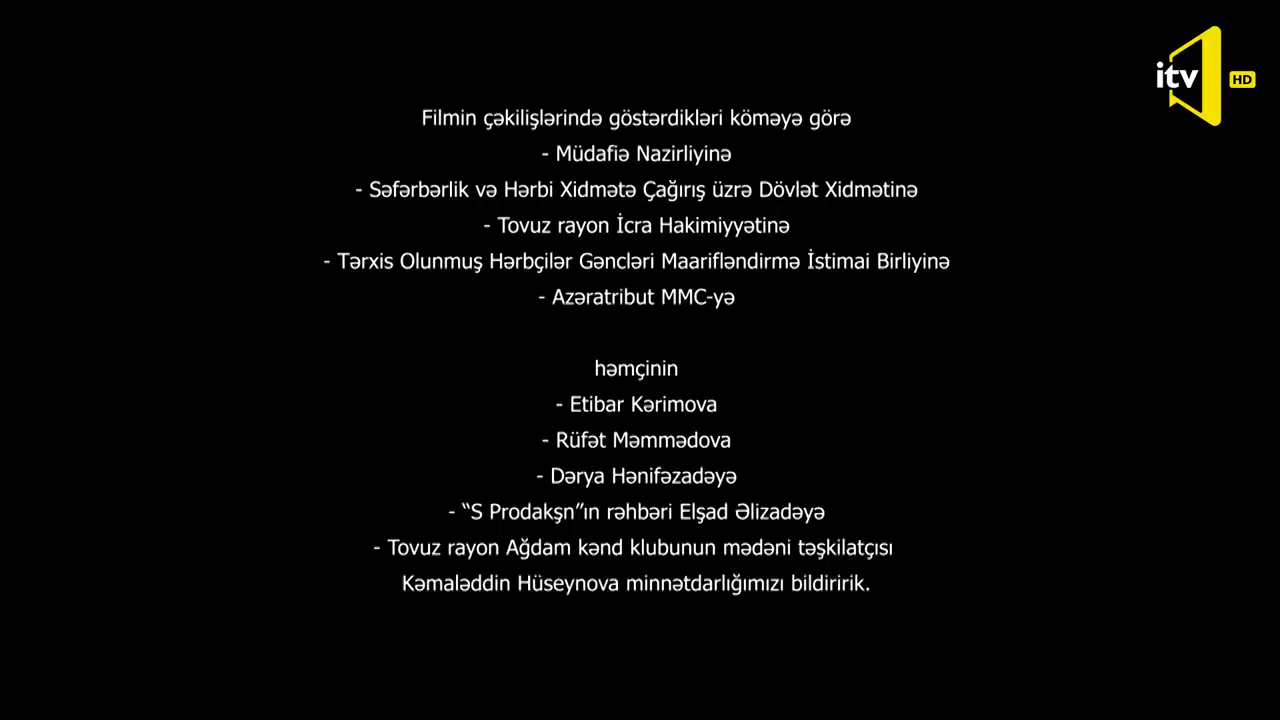 itv
HD
Filmin çəkilişlərində göstərdikləri köməyə görə
- Müdafiə Nazirliyinə
- Səfərbərlik və Hərbi Xidmətə Çağırış üzrə Dövlət Xidmətinə
- Tovuz rayon İcra Hakimiyyətinə
- Tərxis Olunmuş Hərbçilər Gəncləri Maarifləndirmə İstimai Birliyinə
- Azəratribut MMC-yə
həmçinin
- Etibar Kərimova
- Rüfət Məmmədova
- Dərya Hənifəzadəyə
- “S Prodakşn”ın rəhbəri Elşad Əlizadəyə
- Tovuz rayon Ağdam kənd klubunun mədəni təşkilatçısı
Kəmaləddin Hüseynova minnətdarlığımızı bildiririk.